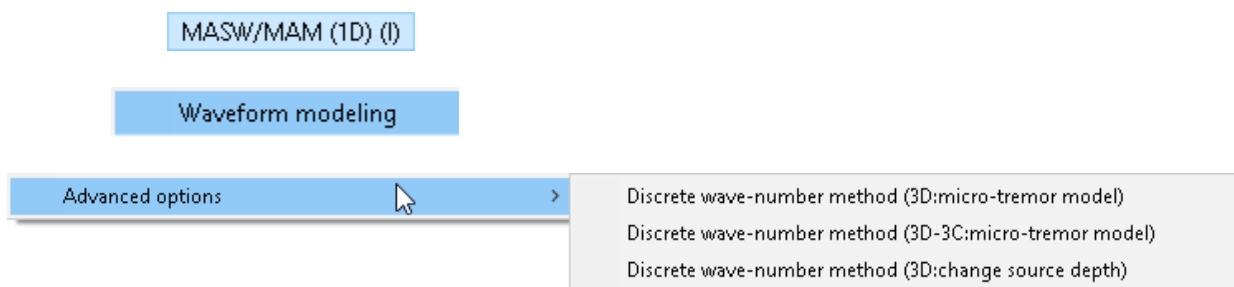 MASW/MAM (1D) (I)
Waveform modeling
Advanced options >
Discrete wave-number method (3D:micro-tremor model)
Discrete wave-number method (3D-3C:micro-tremor model)
Discrete wave-number method (3D:change source depth)